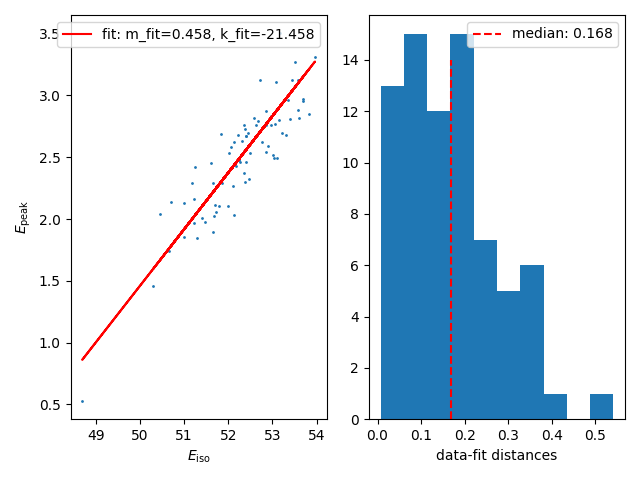 fit: m_fit=0.458, k_fit=-21.458
3.5
3.0
2.5
2.0
1.5
1.0
0.5
E_peak
49 50 51 52 53 54
E_iso
median: 0.168
14
12
10
8
6
4
2
0
0.0 0.1 0.2 0.3 0.4 0.5
data-fit distances